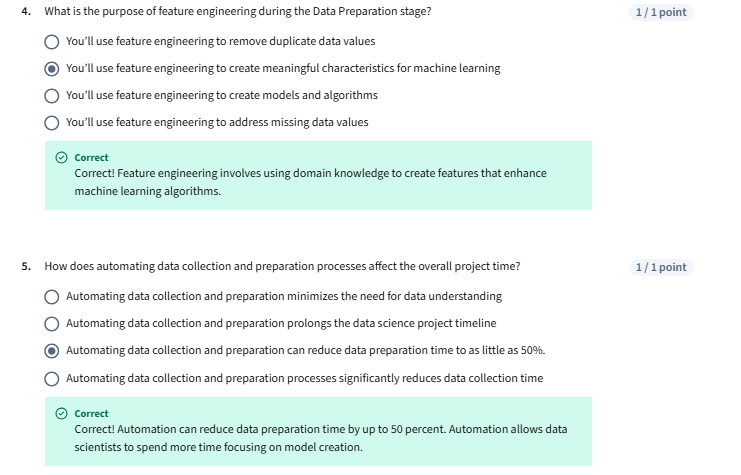 4. What is the purpose of feature engineering during the Data Preparation stage? 1 / 1 point
You’ll use feature engineering to remove duplicate data values
You’ll use feature engineering to create meaningful characteristics for machine learning
You’ll use feature engineering to create models and algorithms
You’ll use feature engineering to address missing data values
Correct
Correct! Feature engineering involves using domain knowledge to create features that enhance
machine learning algorithms.
5. How does automating data collection and preparation processes affect the overall project time? 1 / 1 point
Automating data collection and preparation minimizes the need for data understanding
Automating data collection and preparation prolongs the data science project timeline
Automating data collection and preparation can reduce data preparation time to as little as 50%.
Automating data collection and preparation processes significantly reduces data collection time
Correct
Correct! Automation can reduce data preparation time by up to 50 percent. Automation allows data
scientists to spend more time focusing on model creation.